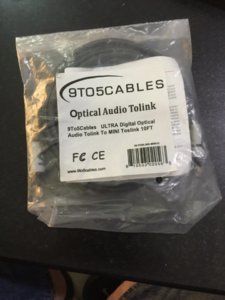 9TO5CABLES
Optical Audio Tolink
9To5Cables ULTRA Digital Optical
Audio Tolink To MINI Toslink 10FT
FC CE
www.9to5cables.com